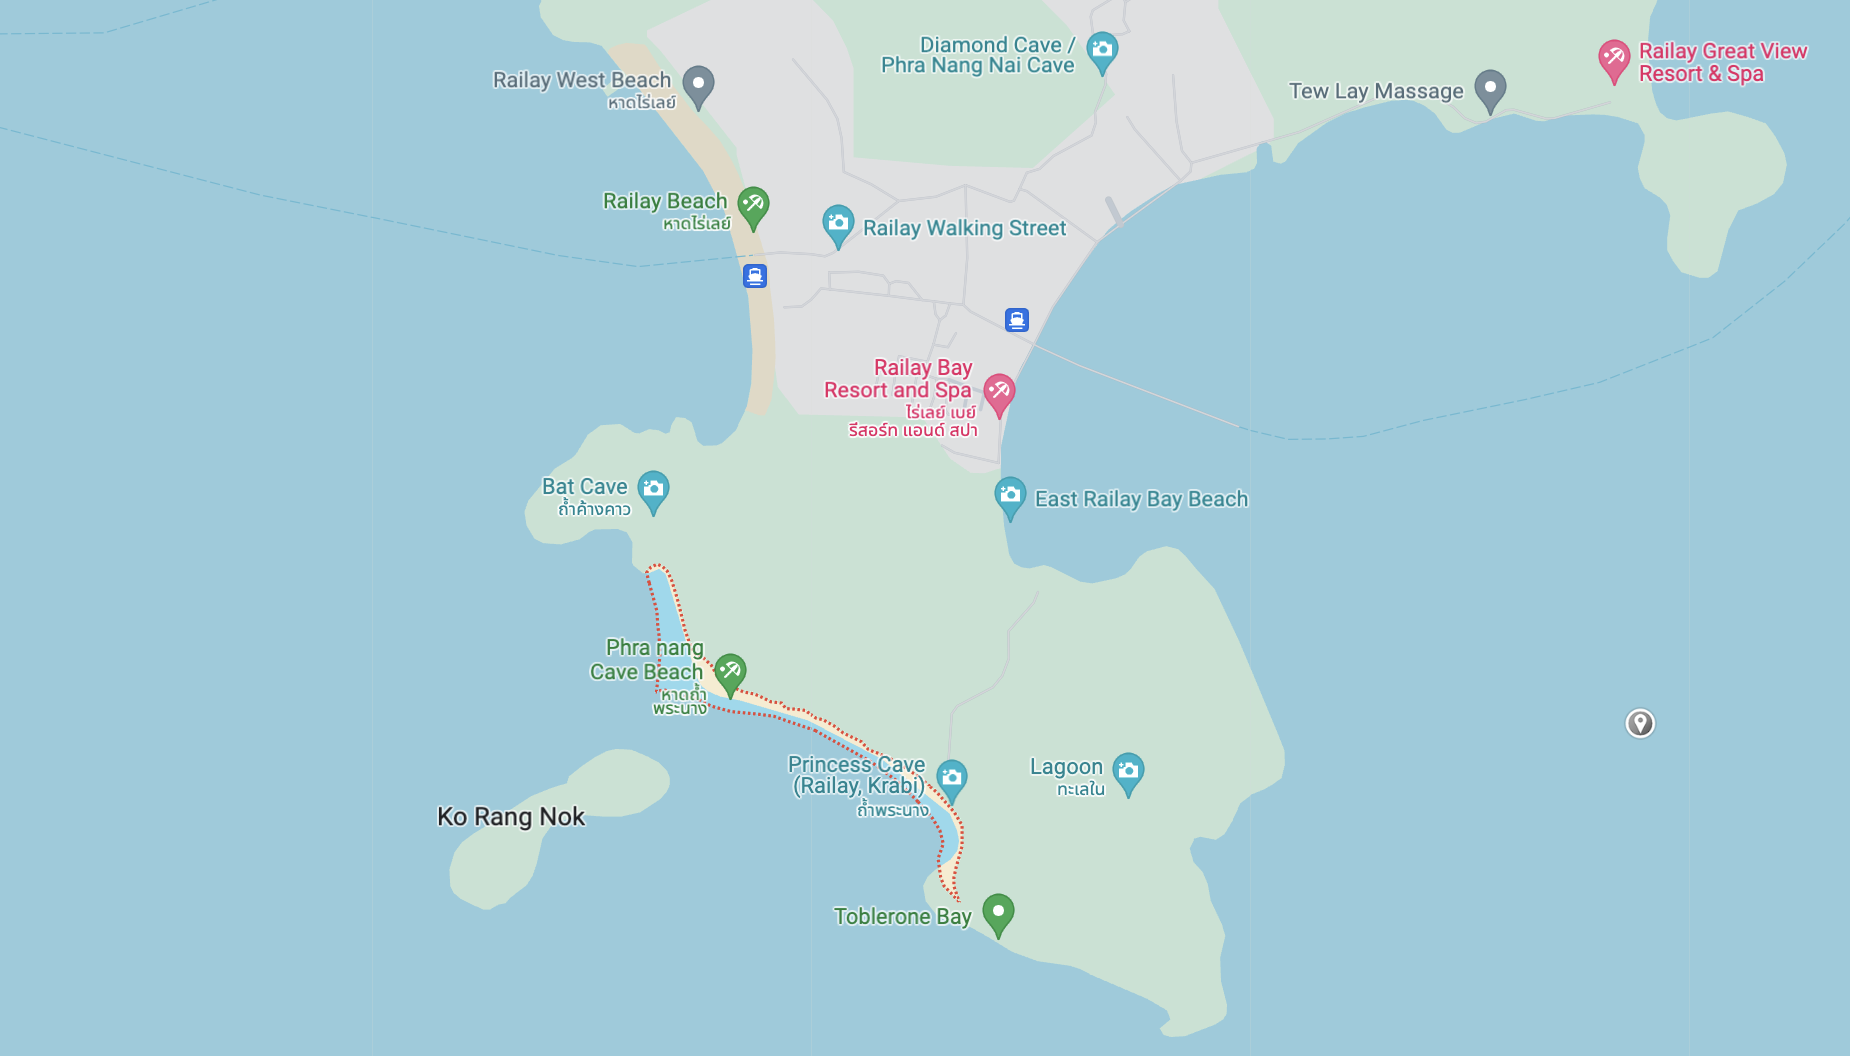 Diamond Cave /
Phra Nang Nai Cave
Railay Great View
Resort & Spa
Railay West Beach
หาดไร่เลย์
Tew Lay Massage
Railay Beach
หาดไร่เลย์
Railay Walking Street
Railay Bay
Resort and Spa
ไร่เลย์ เบย์
รีสอร์ท แอนด์ สปา
Bat Cave
ถ้ำค้างคาว
East Railay Bay Beach
Phra nang
Cave Beach
หาดถ้ำ
พระนาง
Princess Cave
(Railay, Krabi)
ถ้ำพระนาง
Lagoon
ทะเลใน
Ko Rang Nok
Toblerone Bay